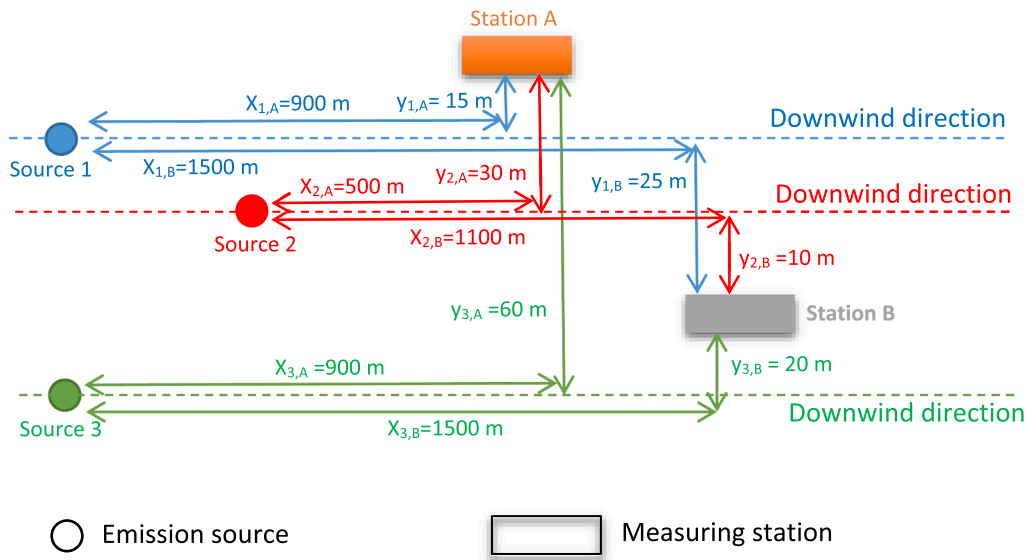 Station A
X1,A=900 m
y1,A= 15 m
Downwind direction
Source 1
X1,B=1500 m
X2,A=500 m
y2,A=30 m
y1,B =25 m
Downwind direction
Source 2
X2,B=1100 m
y2,B =10 m
y3,A =60 m
Station B
X3,A=900 m
y3,B = 20 m
Downwind direction
Source 3
X3,B=1500 m
Emission source
Measuring station